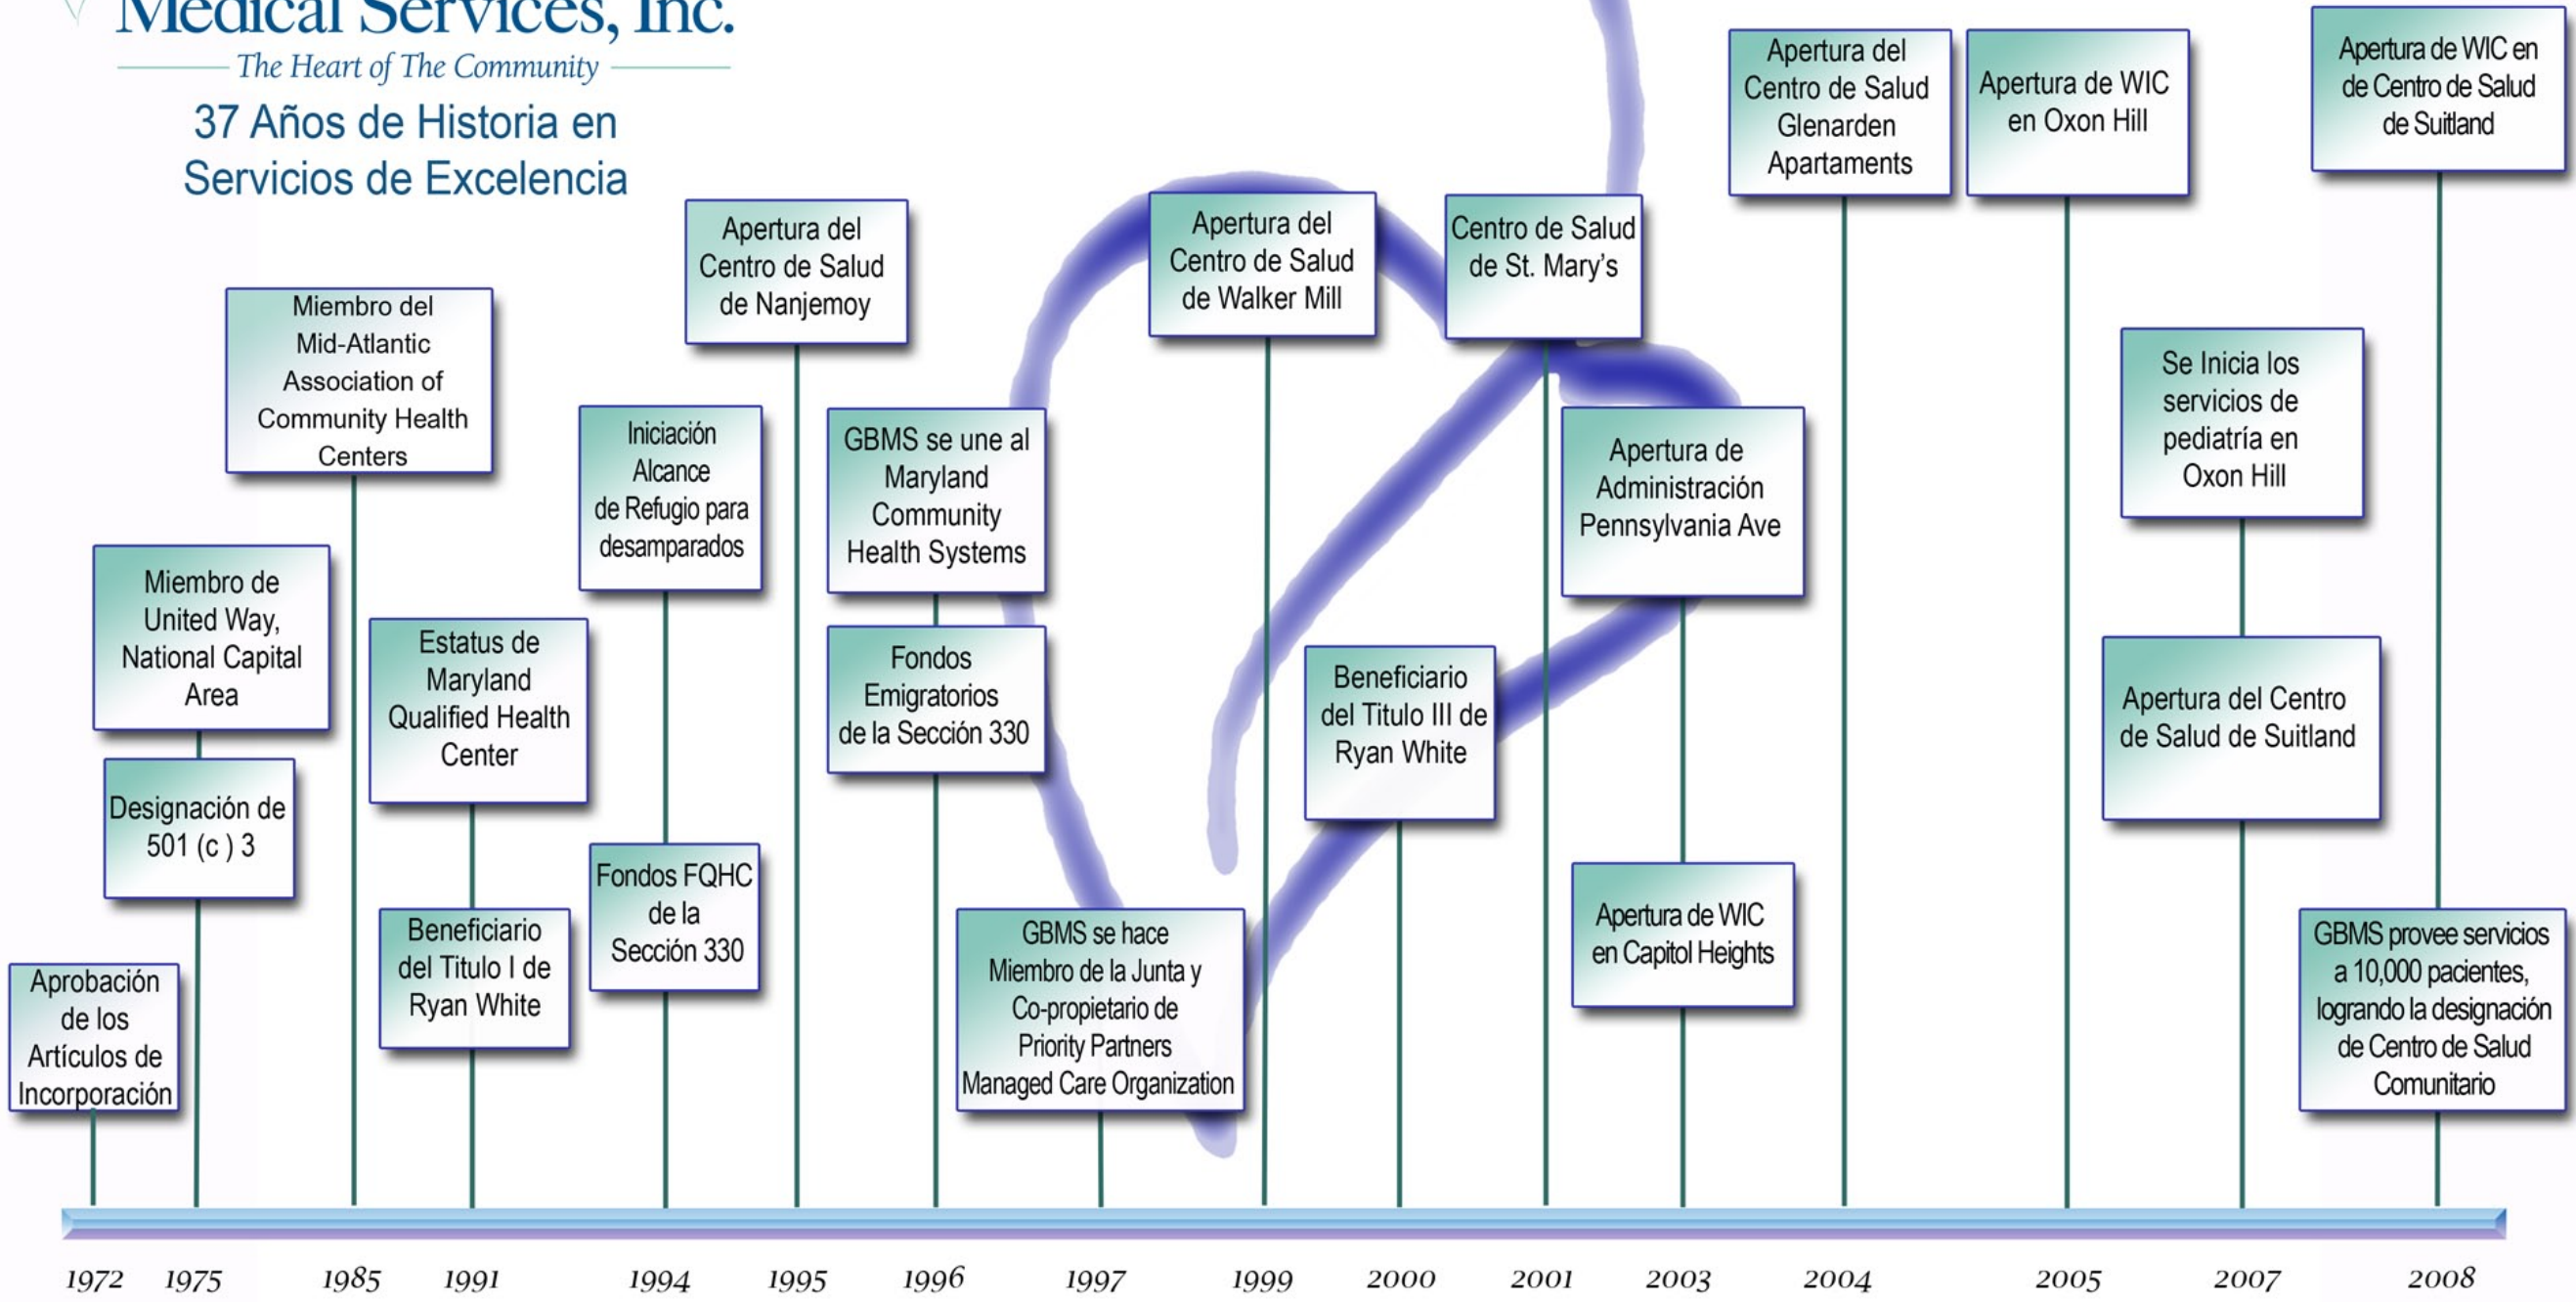 Medical Services, Inc.
The Heart of The Community
37 Años de Historia en
Servicios de Excelencia
Aprobación
de los
Artículos de
Incorporación
Miembro de
United Way,
National Capital
Area
Designación de
501 (c ) 3
Miembro del
Mid-Atlantic
Association of
Community Health
Centers
Estatus de
Maryland
Qualified Health
Center
Beneficiario
del Titulo I de
Ryan White
Iniciación
Alcance
de Refugio para
desamparados
Fondos FQHC
de la
Sección 330
Apertura del
Centro de Salud
de Nanjemoy
GBMS se une al
Maryland
Community
Health Systems
Fondos
Emigratorios
de la Sección 330
GBMS se hace
Miembro de la Junta y
Co-propietario de
Priority Partners
Managed Care Organization
Apertura del
Centro de Salud
de Walker Mill
Beneficiario
del Titulo III de
Ryan White
Centro de Salud
de St. Mary’s
Apertura de
Administración
Pennsylvania Ave
Apertura de WIC
en Capitol Heights
Apertura del
Centro de Salud
Glenarden
Apartaments
Apertura de WIC
en Oxon Hill
Se Inicia los
servicios de
pediatría en
Oxon Hill
Apertura del Centro
de Salud de Suitland
Apertura de WIC en
de Centro de Salud
de Suitland
GBMS provee servicios
a 10,000 pacientes,
logrando la designación
de Centro de Salud
Comunitario
1972 1975 1985 1991 1994 1995 1996 1997 1999 2000 2001 2003 2004 2005 2007 2008